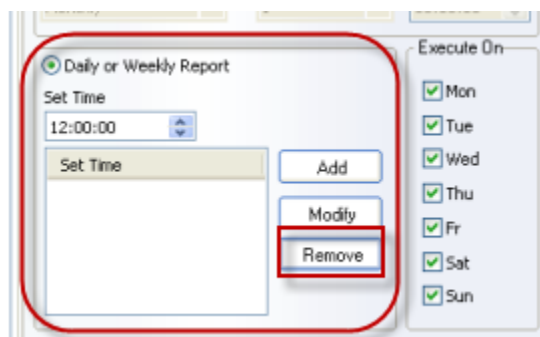 Monthly
Execute On
Daily or Weekly Report
Set Time
12:00:00
Set Time
Add
Modify
Remove
Mon
Tue
Wed
Thu
Fr
Sat
Sun